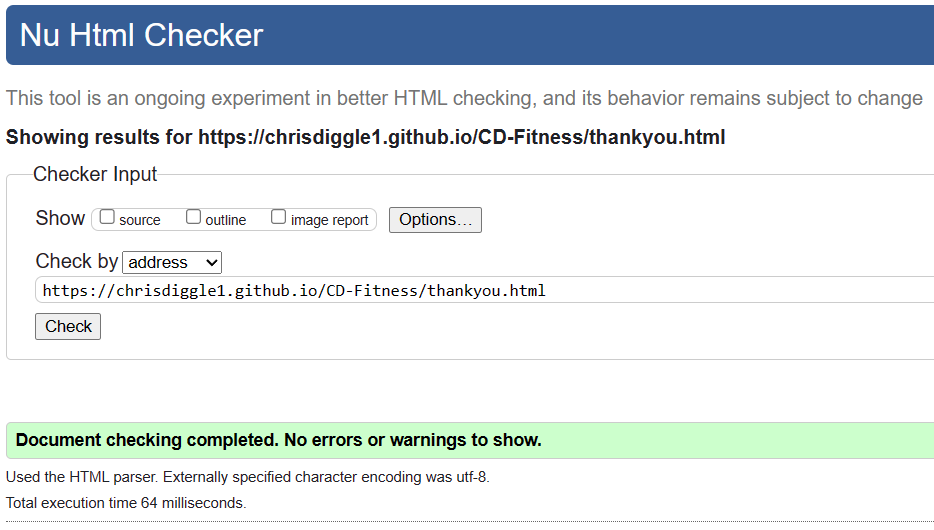 Nu Html Checker
This tool is an ongoing experiment in better HTML checking, and its behavior remains subject to change
Showing results for https://chrisdiggle1.github.io/CD-Fitness/thankyou.html
Checker Input
Show source outline image report Options…
Check by address
https://chrisdiggle1.github.io/CD-Fitness/thankyou.html
Check
Document checking completed. No errors or warnings to show.
Used the HTML parser. Externally specified character encoding was utf-8.
Total execution time 64 milliseconds.